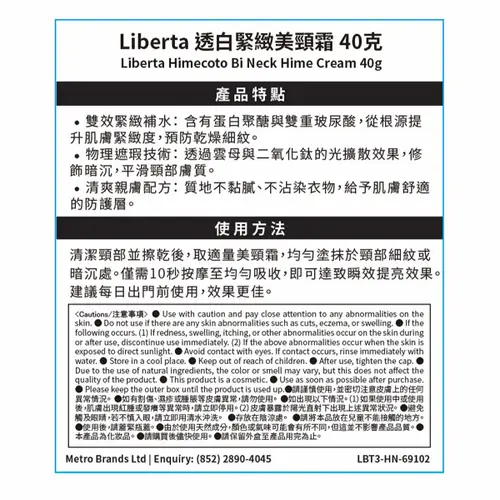 Liberta 透白緊緻美頸霜 40克
Liberta Himecoto Bi Neck Hime Cream 40g
產品特點
• 雙效緊緻補水：含有蛋白聚醣與雙重玻尿酸，從根源提
升肌膚緊緻度，預防乾燥細紋。
• 物理遮瑕技術：透過雲母與二氧化鈦的光擴散效果，修
飾暗沉，平滑頸部膚質。
• 清爽親膚配方：質地不黏膩、不沾染衣物，給予肌膚舒適
的防護層。
使用方法
清潔頸部並擦乾後，取適量美頸霜，均勻塗抹於頸部細紋或
暗沉處。僅需10秒按摩至均勻吸收，即可達致瞬效提亮效果。
建議每日出門前使用，效果更佳。
<Cautions/注意事項> ● Use with caution and pay close attention to any abnormalities on the
skin. ● Do not use if there are any skin abnormalities such as cuts, eczema, or swelling. ● If the
following occurs. (1) If redness, swelling, itching, or other abnormalities occur on the skin during
or after use, discontinue use immediately. (2) If the above abnormalities occur when the skin is
exposed to direct sunlight. ● Avoid contact with eyes. If contact occurs, rinse immediately with
water. ● Store in a cool place. ● Keep out of reach of children. ● After use, tighten the cap. ●
Due to the use of natural ingredients, the color or smell may vary, but this does not affect the
quality of the product. ● This product is a cosmetic. ● Use as soon as possible after purchase.
● Please keep the outer box until the product is used up.●請謹慎使用，並密切注意皮膚上的任何
異常情況。●如有割傷、濕疹或腫脹等皮膚異常，請勿使用。●如出現以下情況。(1)如果使用中或使用
後，肌膚出現紅腫或發癢等異常時，請立即停用。(2)皮膚暴露於陽光直射下出現上述異常狀況。●避免
觸及眼睛，若不慎入眼，請立即用清水沖洗。●存放在陰涼處。●請將本品放在兒童不能接觸的地方。
●使用後，請蓋緊瓶蓋。●由於使用天然成分，顏色或氣味可能會有所不同，但這並不影響產品品質。●
本產品為化妝品。●請購買後儘快使用。●請保留外盒至產品用完為止。
Metro Brands Ltd | Enquiry: (852) 2890-4045 LBT3-HN-69102